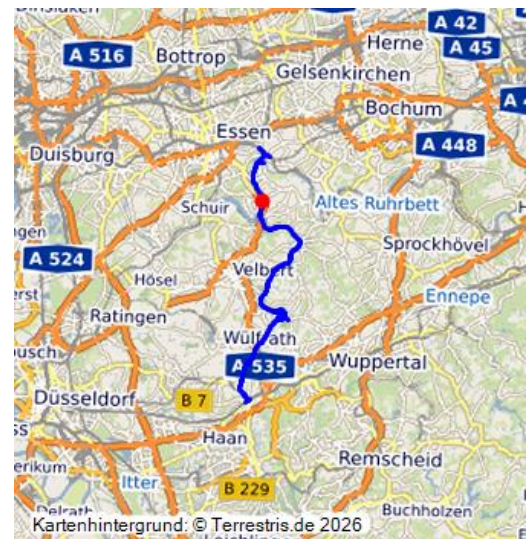 Dinslaken
A 42
Herne
A 45
A 516
Bottrop
Gelsenkirchen
Bochum
Essen
Duisburg
A 448
Schuir
Altes Ruhrbett
A 524
Sprockhövel
Hösel
Velbert
Ennepe
Ratingen
Wülfrath
A 535
Wuppertal
Düsseldorf
B 7
Haan
Remscheid
Itter
B 229
Buchholzen
Kartenhintergrund: © Terrestris.de 2026